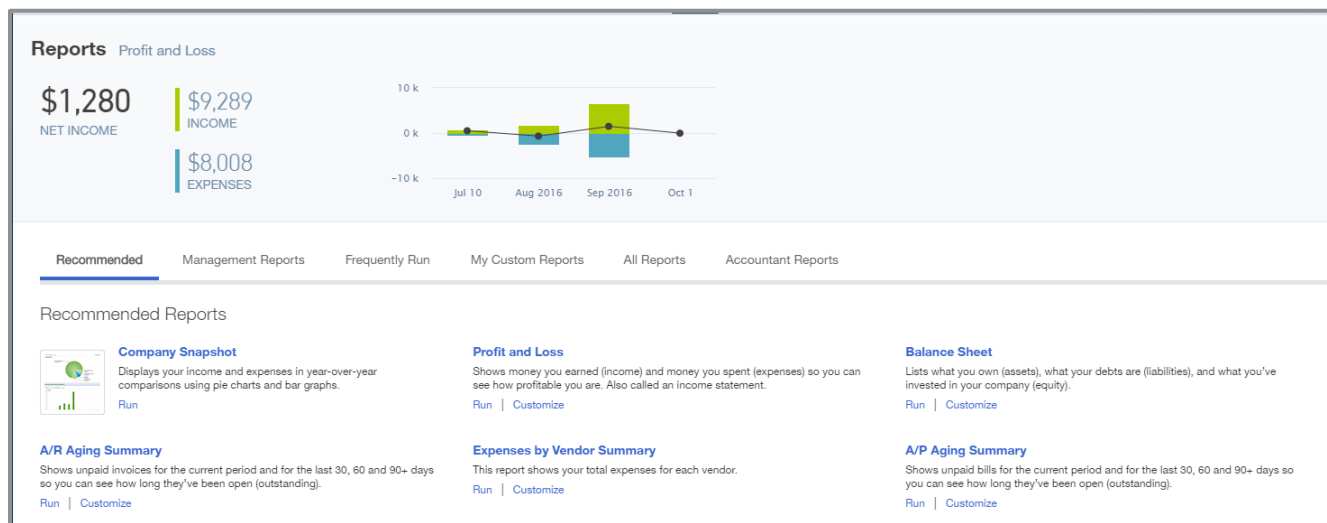 Reports Profit and Loss
$1,280
NET INCOME
$9,289
INCOME
$8,008
EXPENSES
10 k
0 k
-10 k
Jul 10 Aug 2016 Sep 2016 Oct 1
Recommended Management Reports Frequently Run My Custom Reports All Reports Accountant Reports
Recommended Reports
Company Snapshot
Displays your income and expenses in year-over-year
comparisons using pie charts and bar graphs.
Run
Profit and Loss
Shows money you earned (income) and money you spent (expenses) so you can
see how profitable you are. Also called an income statement.
Run | Customize
Balance Sheet
Lists what you own (assets), what your debts are (liabilities), and what you've
invested in your company (equity).
Run | Customize
A/R Aging Summary
Shows unpaid invoices for the current period and for the last 30, 60 and 90+ days
so you can see how long they've been open (outstanding).
Run | Customize
Expenses by Vendor Summary
This report shows your total expenses for each vendor.
Run | Customize
A/P Aging Summary
Shows unpaid bills for the current period and for the last 30, 60 and 90+ days so
you can see how long they've been open (outstanding).
Run | Customize